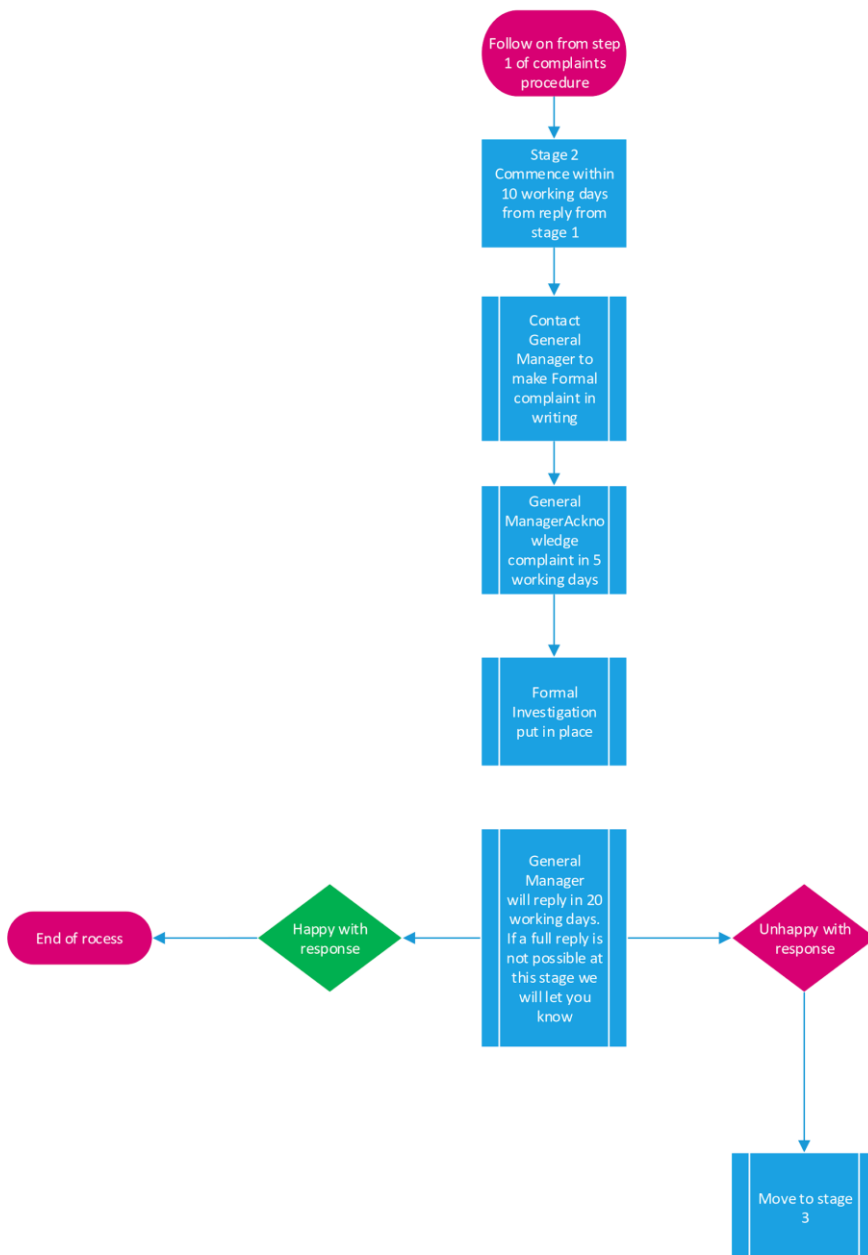 Follow on from step
1 of complaints
procedure
Stage 2
Commence within
10 working days
from reply from
stage 1
Contact
General
Manager to
make Formal
complaint in
writing
General
ManagerAckno
wledge
complaint in 5
working days
Formal
Investigation
put in place
General
Manager
will reply in 20
working days.
If a full reply is
not possible at
this stage we
will let you
know
Happy with
response
End of rocess
Unhappy with
response
Move to stage
3